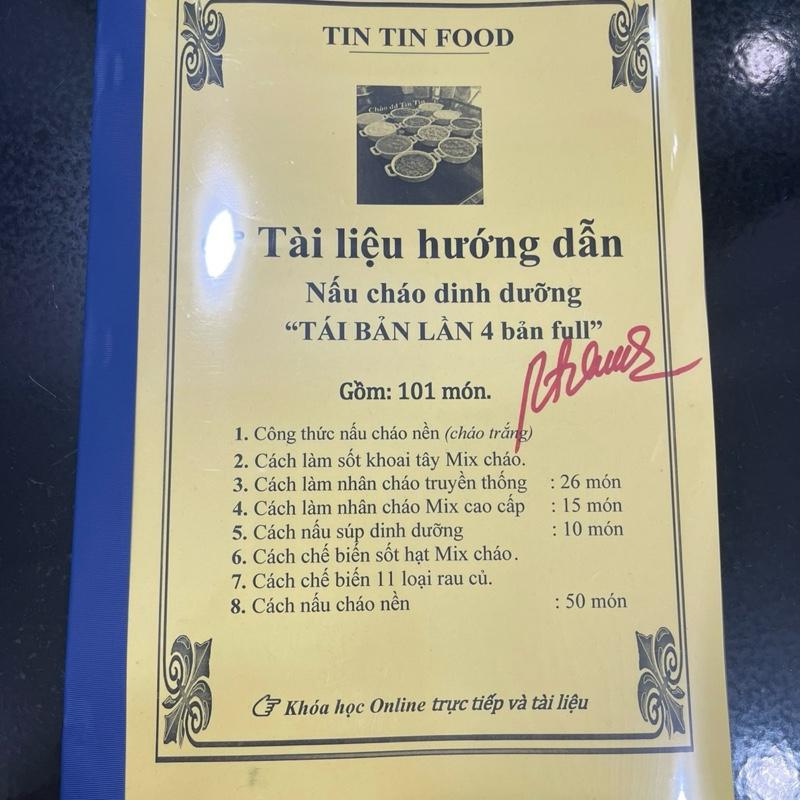 TIN TIN FOOD
Cháo dd Tin Tin
Tài liệu hướng dẫn
Nấu cháo dinh dưỡng
“TÁI BẢN LẦN 4 bản full”
Gồm: 101 món.
1. Công thức nấu cháo nền (cháo trắng)
2. Cách làm sốt khoai tây Mix cháo.
3. Cách làm nhân cháo truyền thống : 26 món
4. Cách làm nhân cháo Mix cao cấp : 15 món
5. Cách nấu súp dinh dưỡng : 10 món
6. Cách chế biến sốt hạt Mix cháo.
7. Cách chế biến 11 loại rau củ.
8. Cách nấu cháo nền : 50 món
Khóa học Online trực tiếp và tài liệu